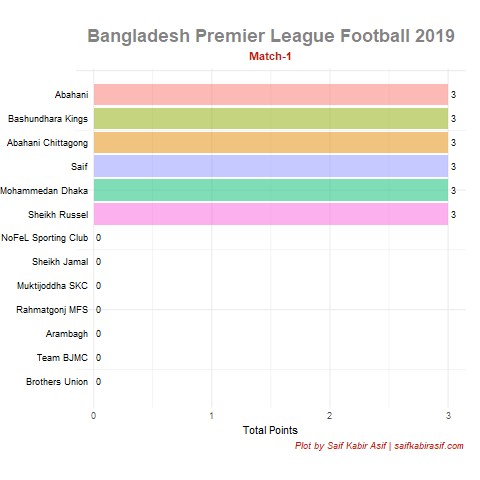 Bangladesh Premier League Football 2019
Match-1
Abahani 3
Bashundhara Kings 3
Abahani Chittagong 3
Saif 3
Mohammedan Dhaka 3
Sheikh Russel 3
NoFeL Sporting Club 0
Sheikh Jamal 0
Muktijoddha SKC 0
Rahmatgonj MFS 0
Arambagh 0
Team BJMC 0
Brothers Union 0
0 1 2 3
Total Points
Plot by Saif Kabir Asif | saifkabirasif.com